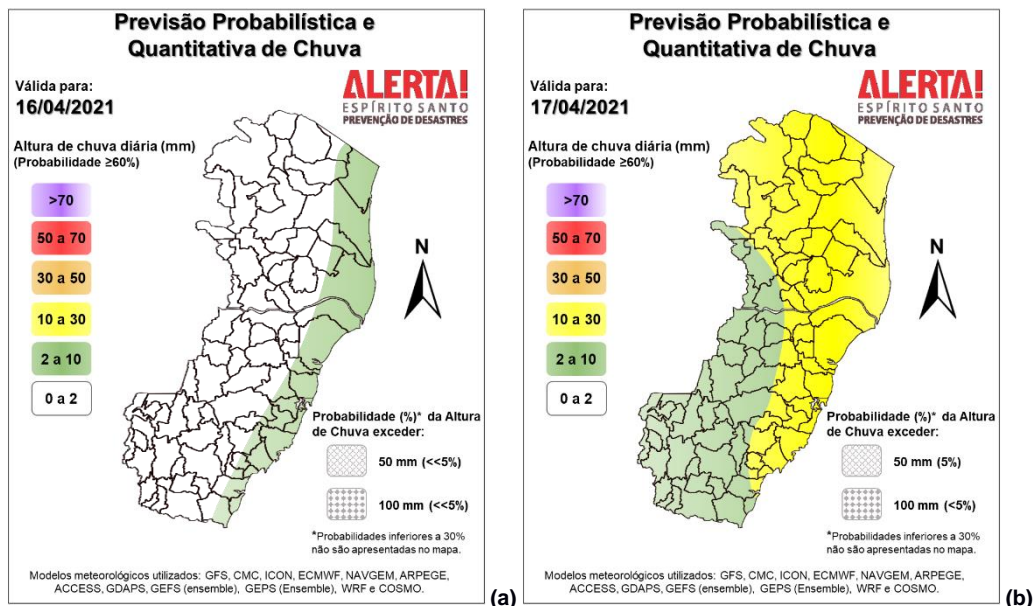 Previsão Probabilística e
Quantitativa de Chuva
Válida para:
16/04/2021
ALERTA!
ESPÍRITO SANTO
PREVENÇÃO DE DESASTRES
Altura de chuva diária (mm)
(Probabilidade ≥60%)
>70
50 a 70
30 a 50
10 a 30
2 a 10
0 a 2
N
Probabilidade (%)* da Altura
de Chuva exceder:
50 mm (<<5%)
100 mm (<<5%)
*Probabilidades inferiores a 30%
não são apresentadas no mapa.
Modelos meteorológicos utilizados: GFS, CMC, ICON, ECMWF, NAVGEM, ARPEGE,
ACCESS, GDAPS, GEFS (ensemble), GEPS (Ensemble), WRF e COSMO.
(a)
Previsão Probabilística e
Quantitativa de Chuva
Válida para:
17/04/2021
ALERTA!
ESPÍRITO SANTO
PREVENÇÃO DE DESASTRES
Altura de chuva diária (mm)
(Probabilidade ≥60%)
>70
50 a 70
30 a 50
10 a 30
2 a 10
0 a 2
N
Probabilidade (%)* da Altura
de Chuva exceder:
50 mm (5%)
100 mm (<5%)
*Probabilidades inferiores a 30%
não são apresentadas no mapa.
Modelos meteorológicos utilizados: GFS, CMC, ICON, ECMWF, NAVGEM, ARPEGE,
ACCESS, GDAPS, GEFS (ensemble), GEPS (Ensemble), WRF e COSMO.
(b)